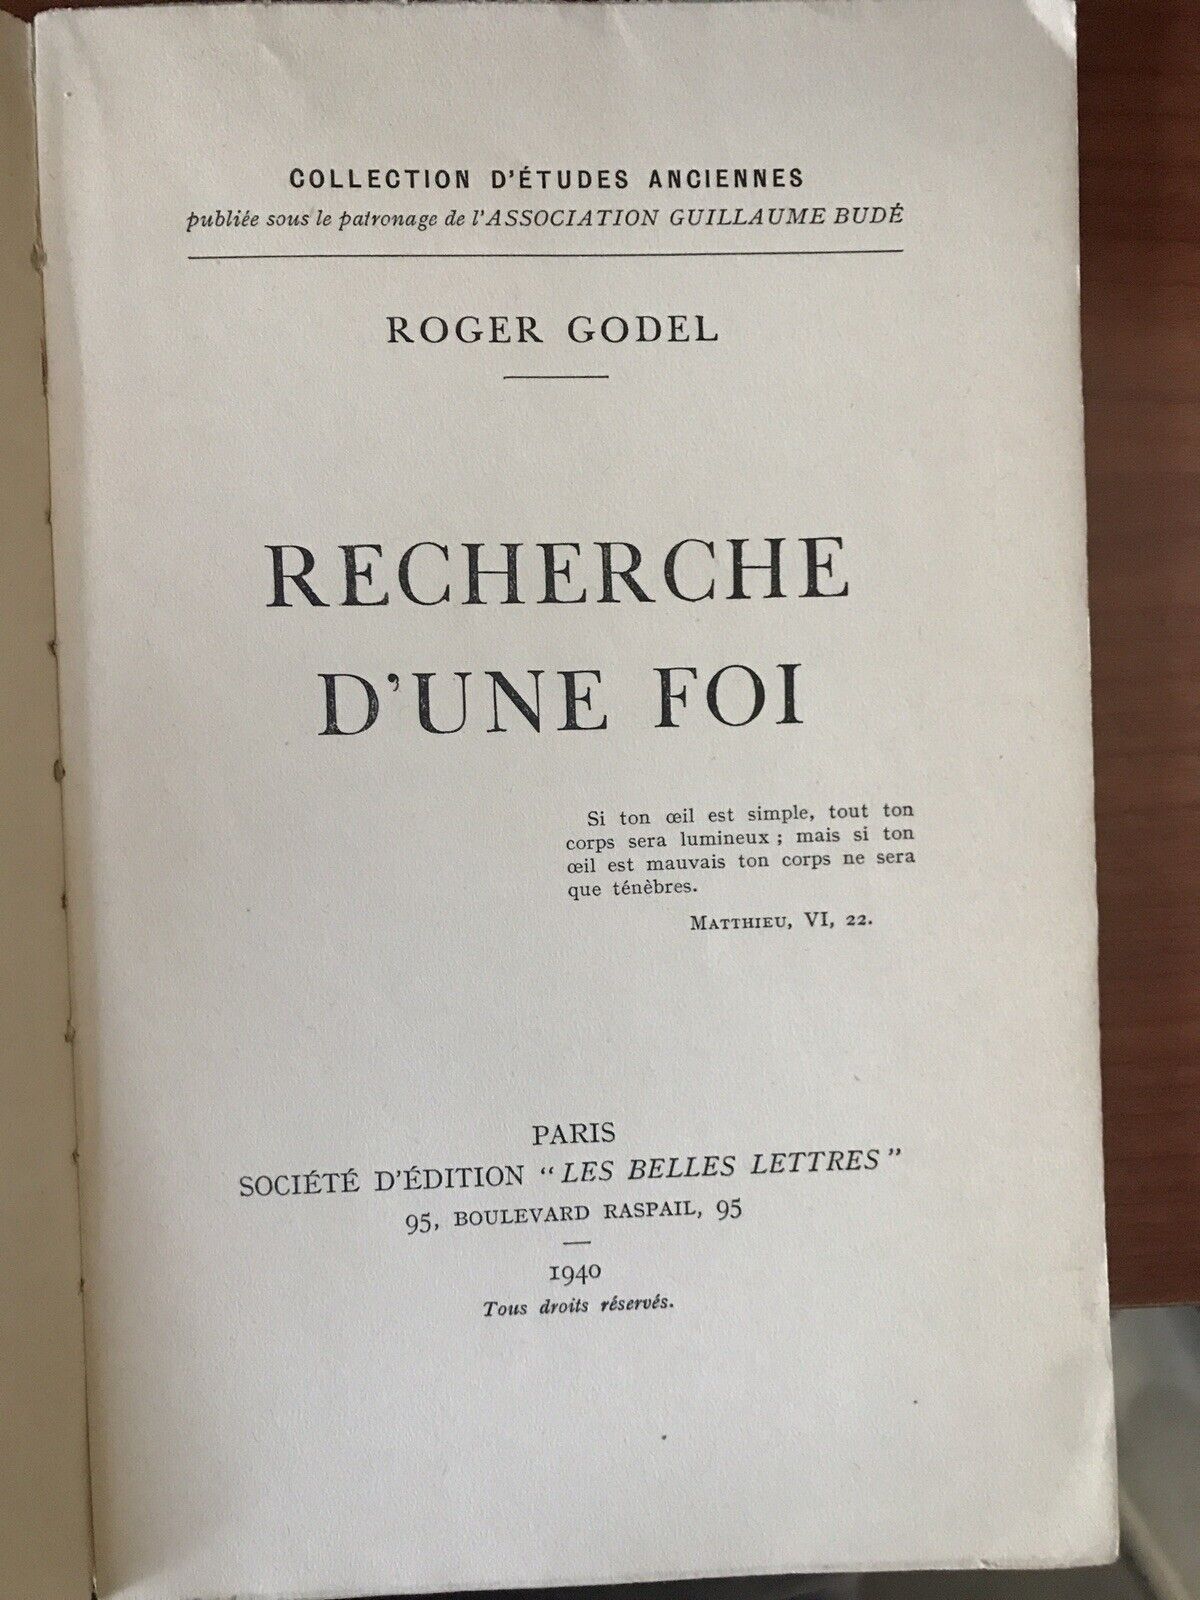 COLLECTION D'ÉTUDES ANCIENNES
publiée sous le patronage de l'ASSOCIATION GUILLAUME BUDÉ
ROGER GODEL
RECHERCHE
D'UNE FOI
Si ton œil est simple, tout ton
corps sera lumineux ; mais si ton
œil est mauvais ton corps ne sera
que ténèbres.
MATTHIEU, VI, 22.
PARIS
SOCIÉTÉ D'ÉDITION “LES BELLES LETTRES”
95, BOULEVARD RASPAIL, 95
1940
Tous droits réservés.